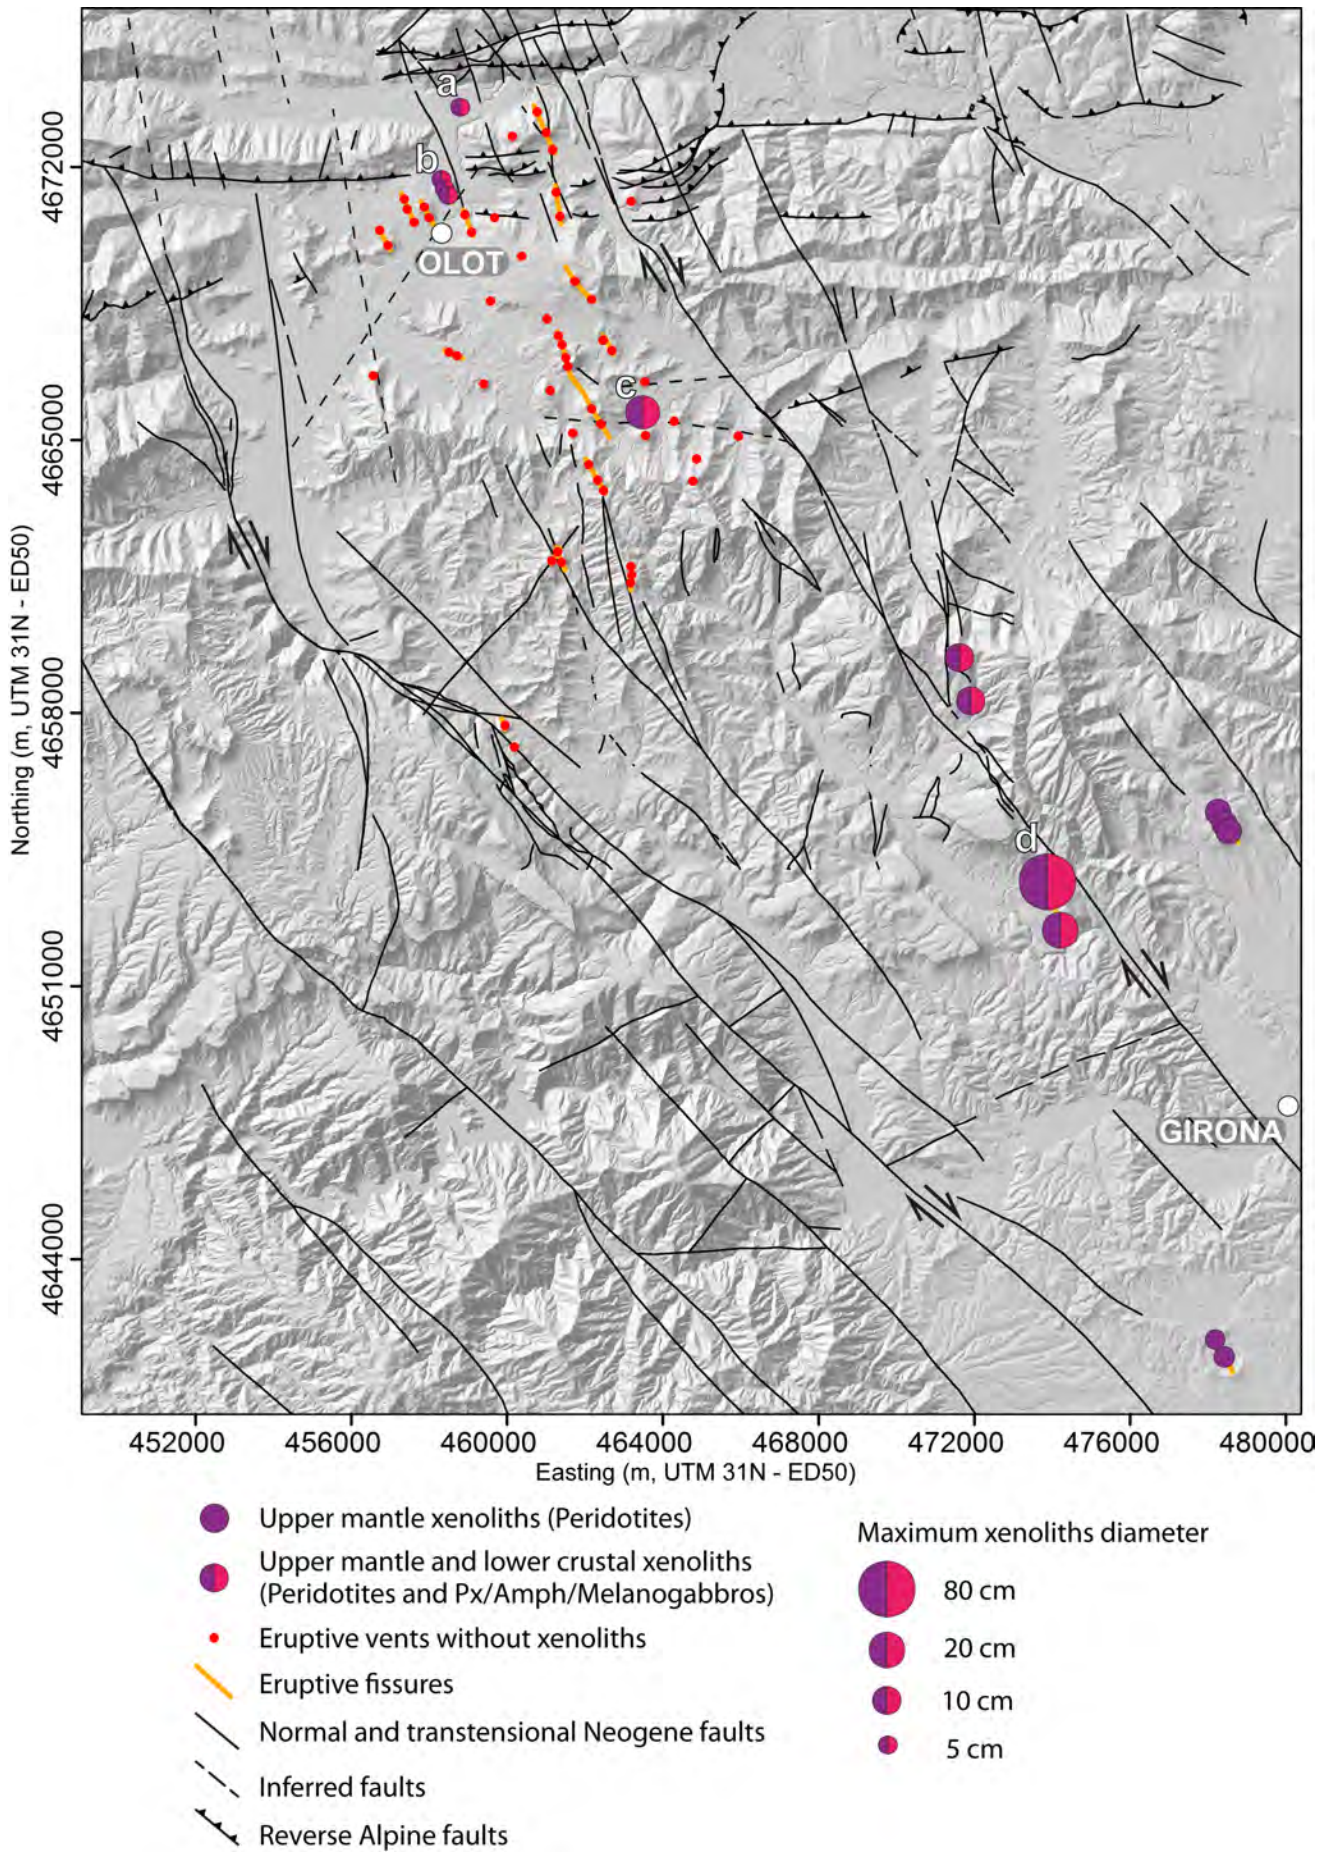 a
b
OLOT
c
d
GIRONA
4672000
4665000
4658000
4651000
4644000
Northing (m, UTM 31N - ED50)
452000 456000 460000 464000 468000 472000 476000 480000
Easting (m, UTM 31N - ED50)
Upper mantle xenoliths (Peridotites)
Upper mantle and lower crustal xenoliths
(Peridotites and Px/Amph/Melanogabbros)
Eruptive vents without xenoliths
Eruptive fissures
Normal and transtensional Neogene faults
Inferred faults
Reverse Alpine faults
Maximum xenoliths diameter
80 cm
20 cm
10 cm
5 cm